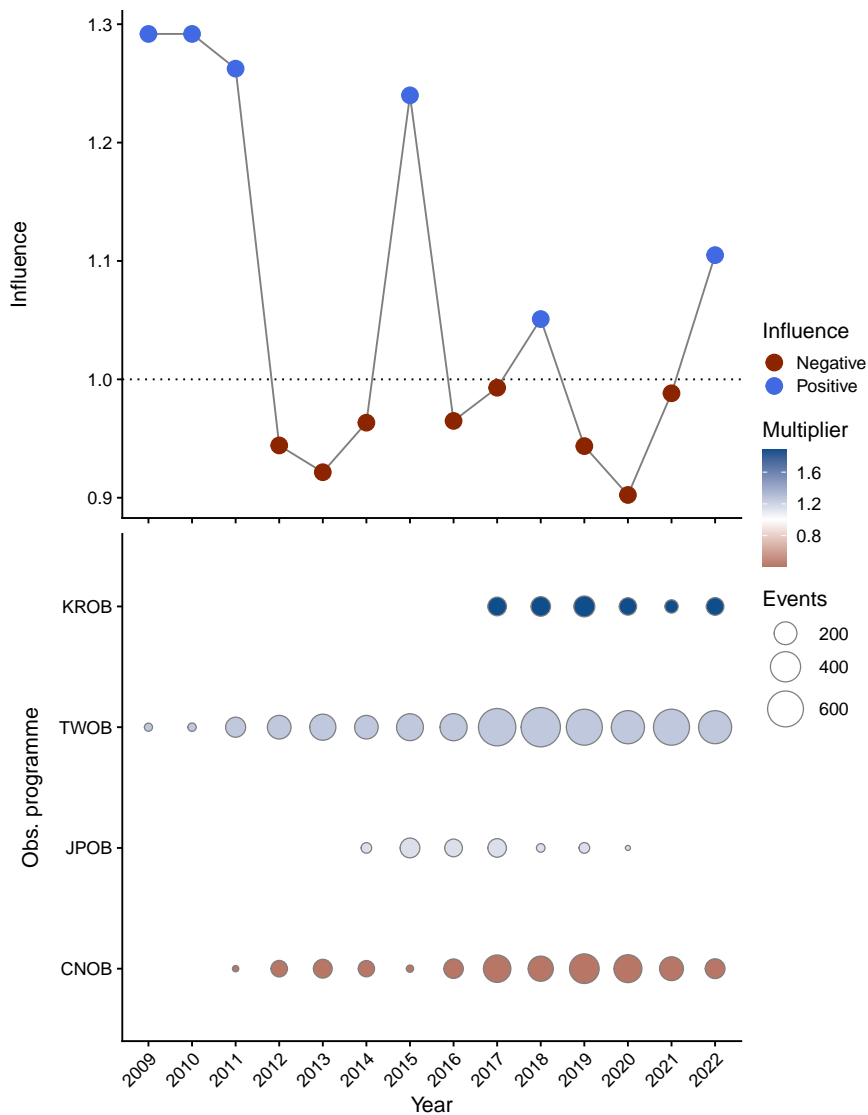 1.3
1.2
1.1
1.0
0.9
Influence
KROB
TWOB
JPOB
CNOB
Obs. programme
2009 2010 2011 2012 2013 2014 2015 2016 2017 2018 2019 2020 2021 2022
Year
Influence
Negative
Positive
Multiplier
1.6
1.2
0.8
Events
200
400
600